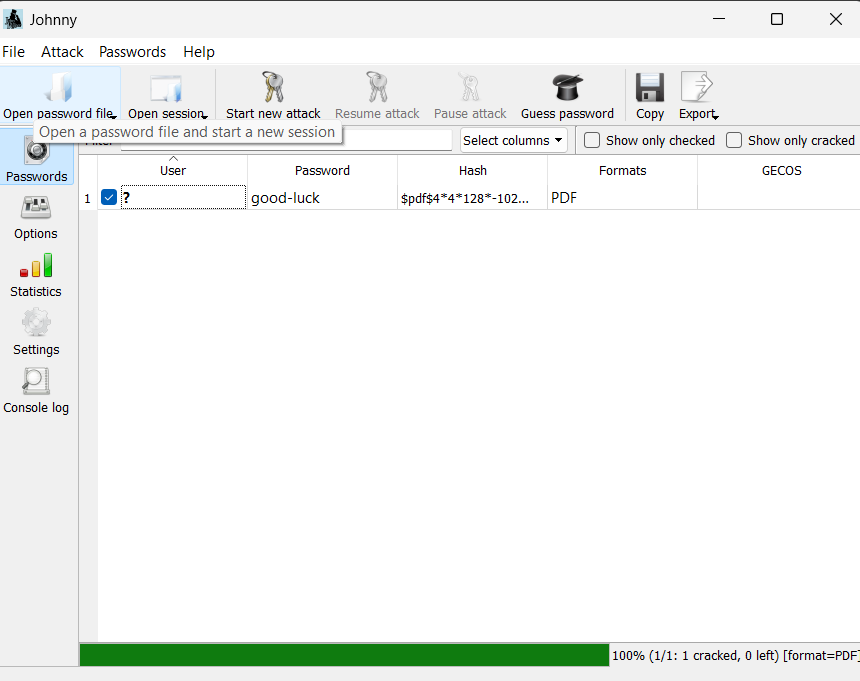 Johnny
File Attack Passwords Help
Open password file Open session Start new attack Resume attack Pause attack Guess password Copy Export
Open a password file and start a new session
Filter Select columns Show only checked Show only cracked
User Password Hash Formats GECOS
1 ? good-luck $pdf$4*4*128*-102... PDF
Passwords
Options
Statistics
Settings
Console log
100% (1/1: 1 cracked, 0 left) [format=PDF]